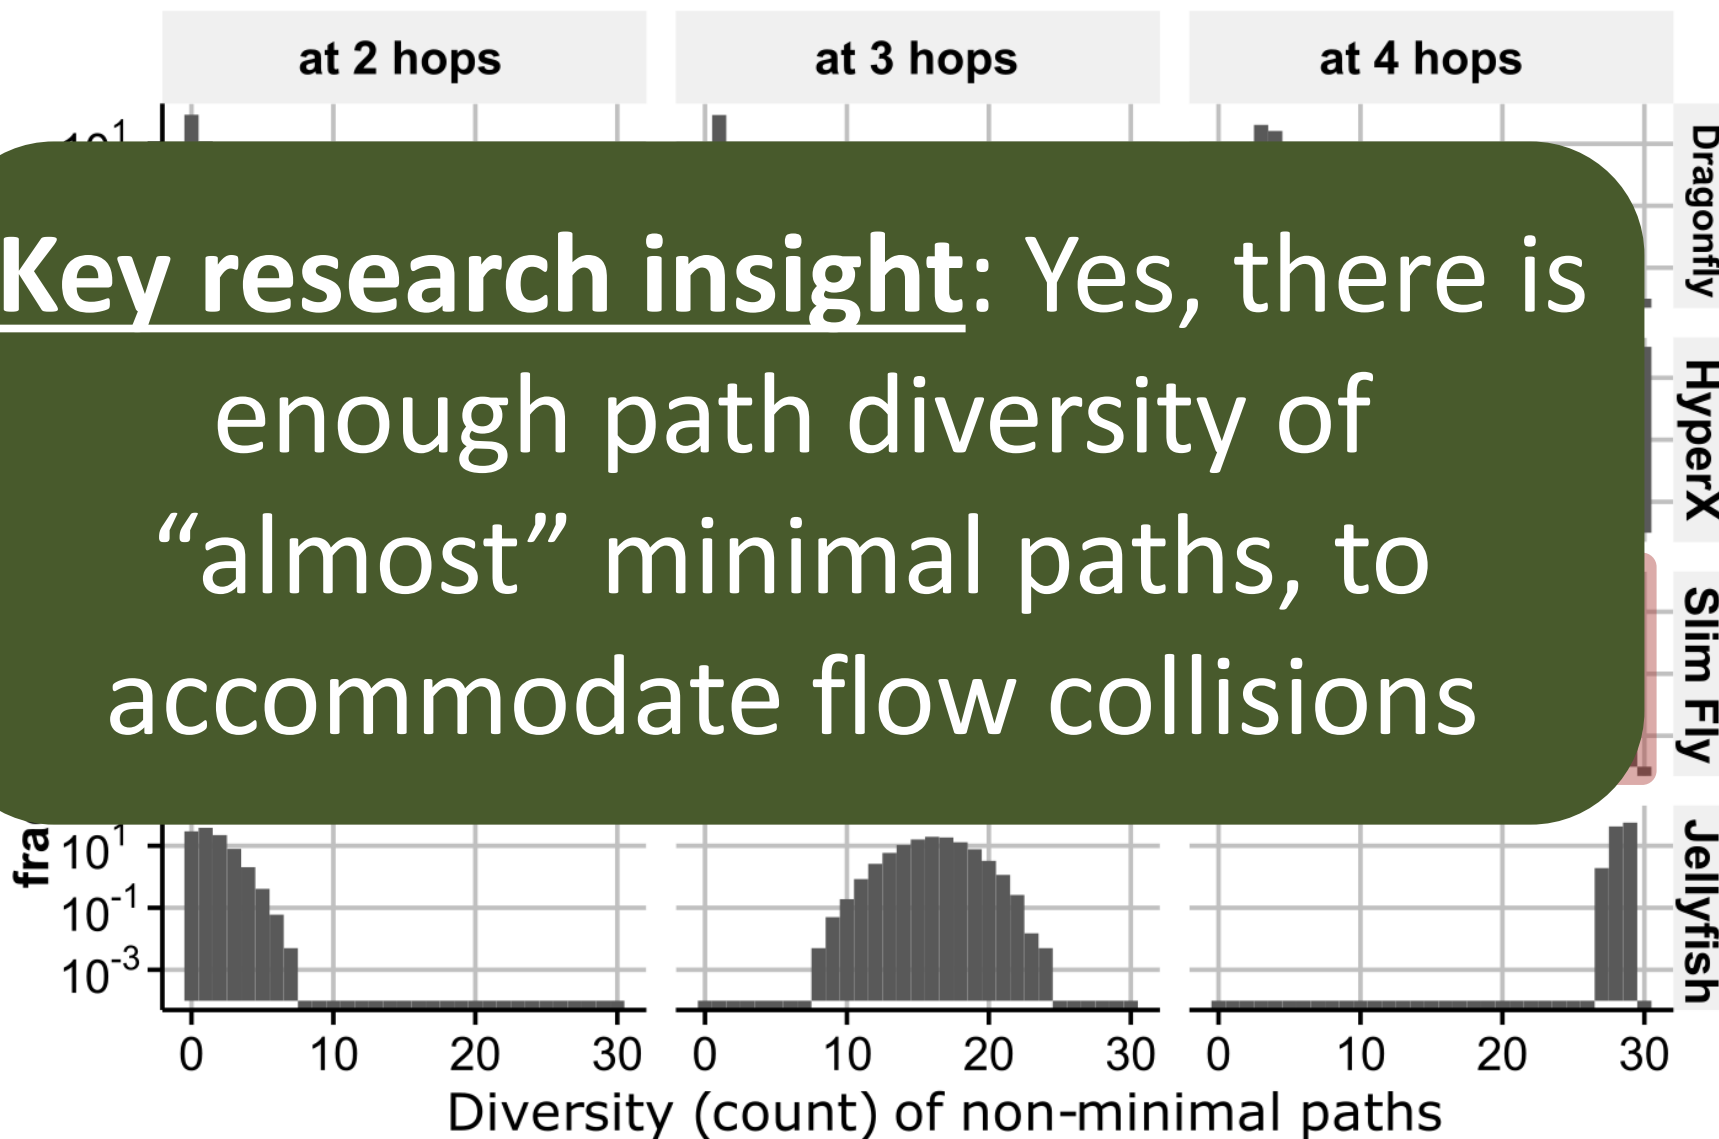 at 2 hops
at 3 hops
at 4 hops
Dragonfly
Key research insight: Yes, there is
enough path diversity of
“almost” minimal paths, to
accommodate flow collisions
HyperX
Slim Fly
Jellyfish
10¹
10⁻¹
10⁻³
0 10 20 30
0 10 20 30
0 10 20 30
Diversity (count) of non-minimal paths